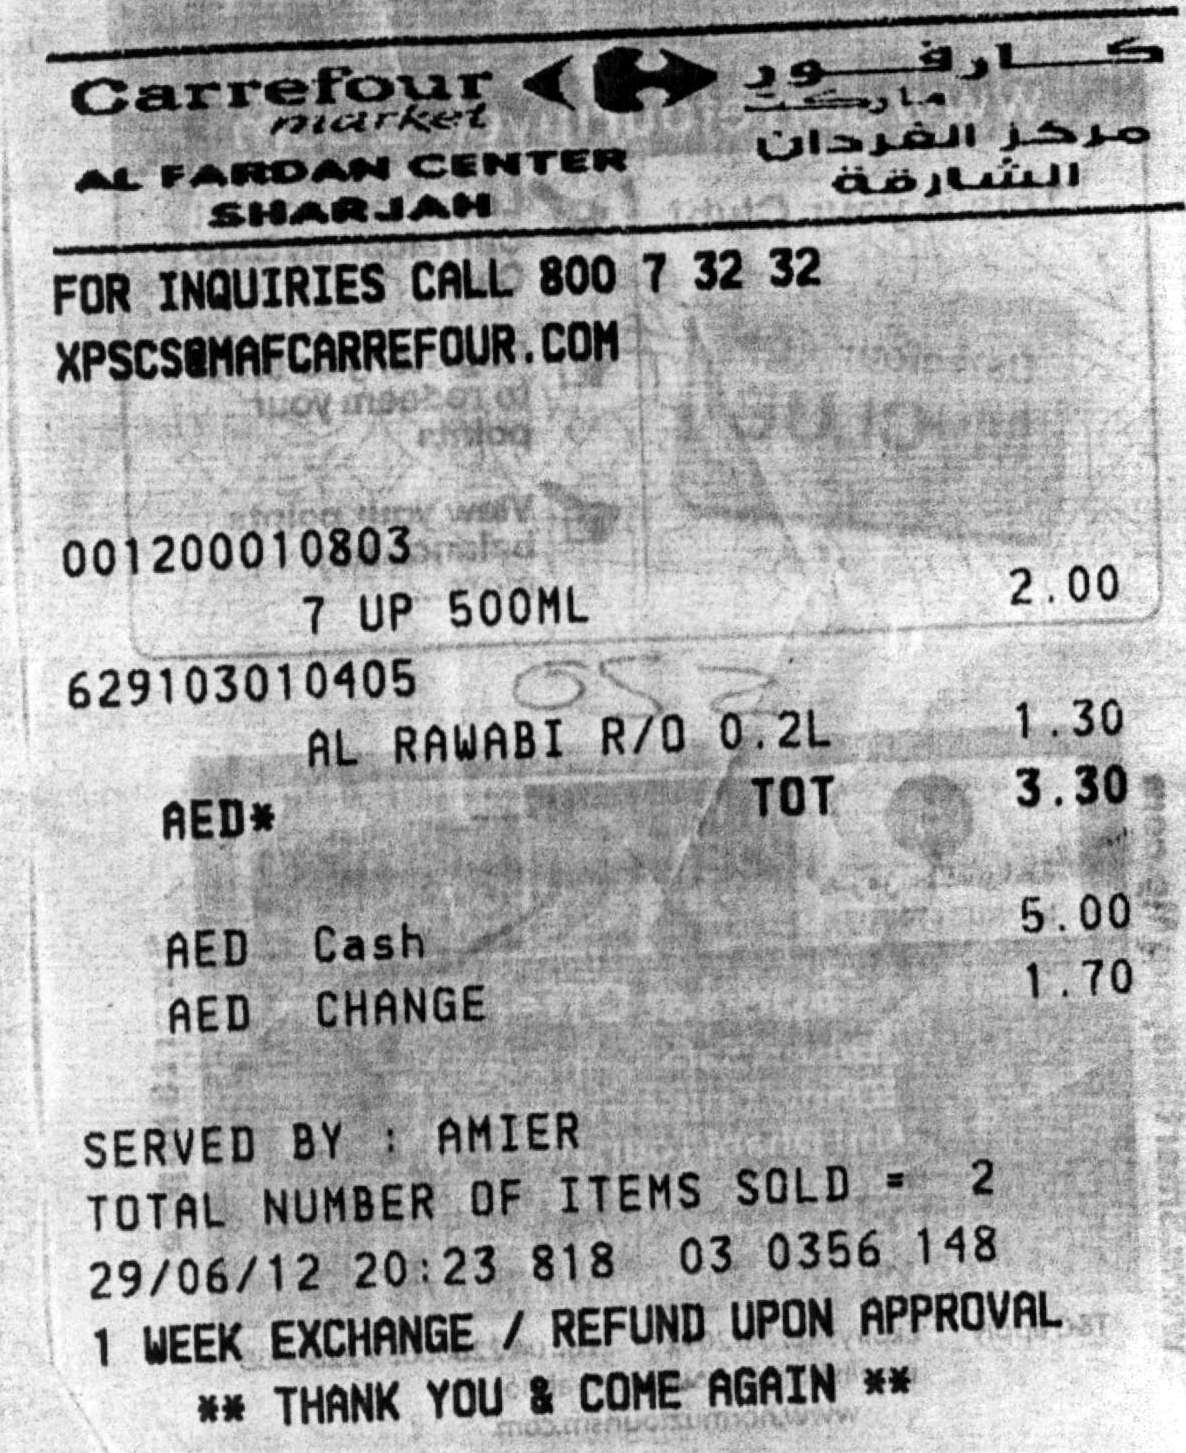 Carrefour
market
AL FARDAN CENTER
SHARJAH
كارفور
ماركت
مركز الفردان
الشارقة
FOR INQUIRIES CALL 800 7 32 32
XPSCS@MAFCARREFOUR.COM
001200010803
7 UP 500ML 2.00
629103010405
AL RAWABI R/O 0.2L 1.30
AED* TOT 3.30
AED Cash 5.00
AED CHANGE 1.70
SERVED BY : AMIER
TOTAL NUMBER OF ITEMS SOLD = 2
29/06/12 20:23 818 03 0356 148
1 WEEK EXCHANGE / REFUND UPON APPROVAL
** THANK YOU & COME AGAIN **